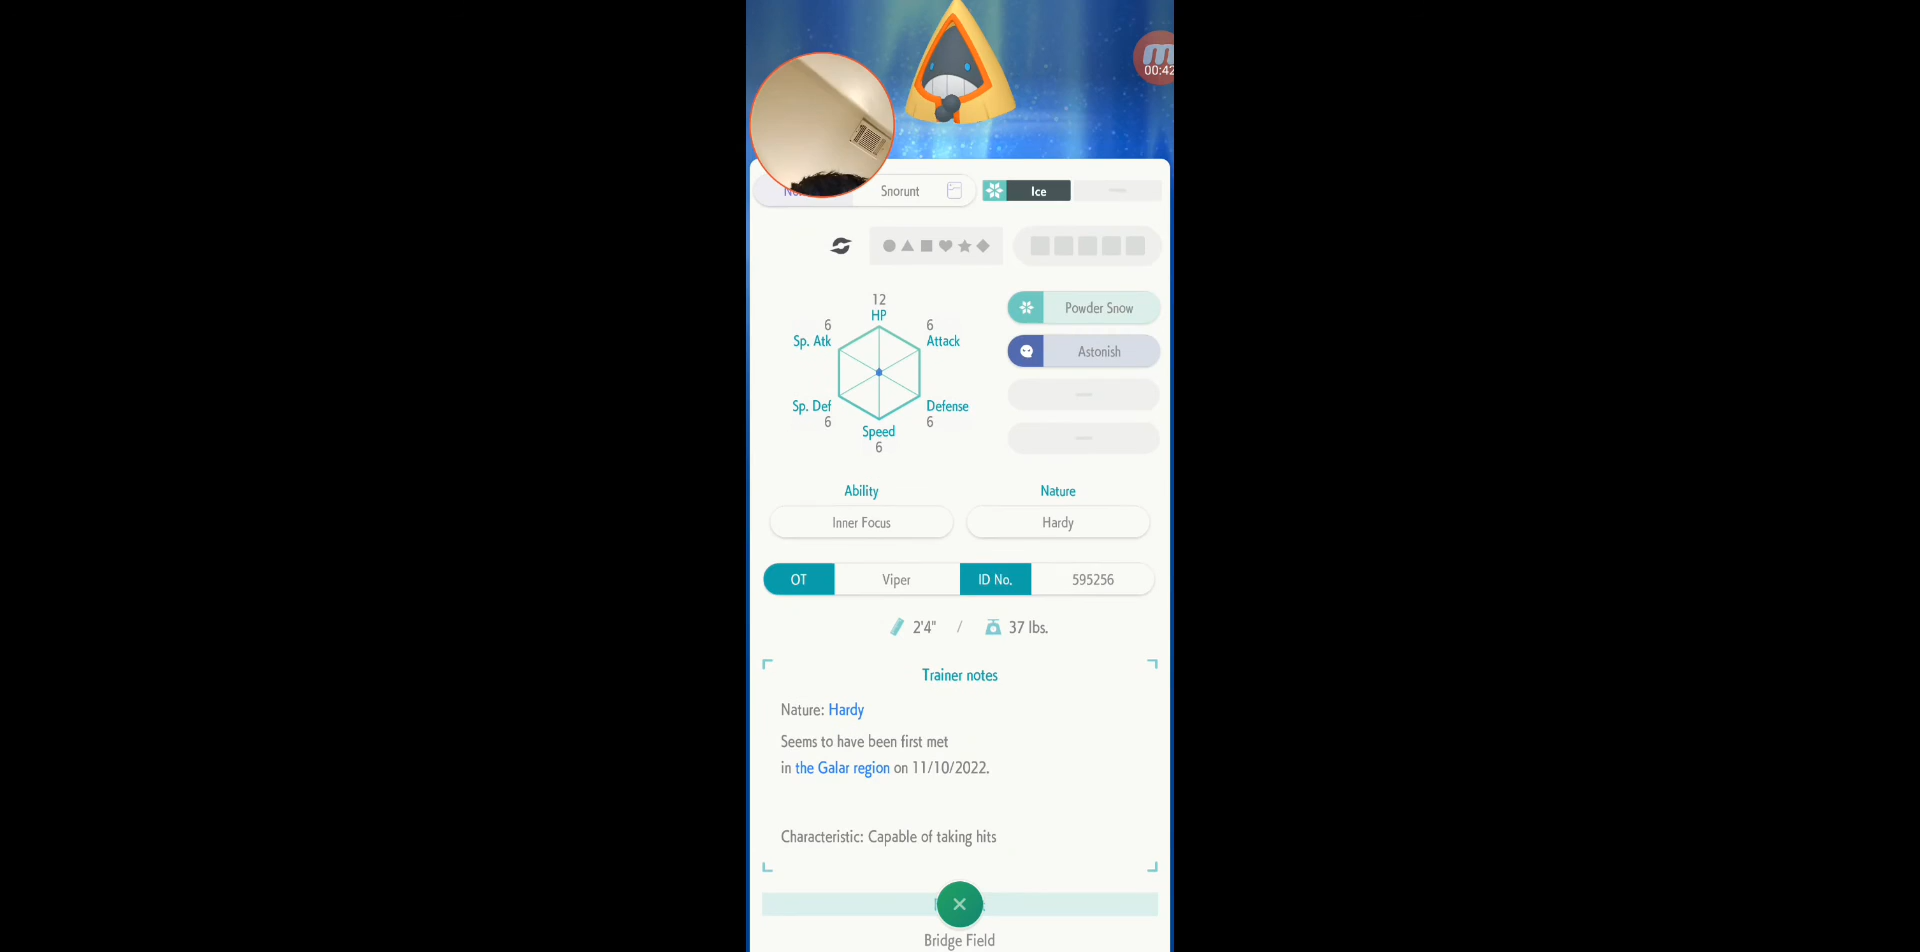 00:42
Snorunt
Ice
12
HP
6
Sp. Atk
6
Attack
Sp. Def
6
Defense
6
Speed
6
Powder Snow
Astonish
Ability
Inner Focus
Nature
Hardy
OT
Viper
ID No.
595256
2'4" / 37 lbs.
Trainer notes
Nature: Hardy
Seems to have been first met
in the Galar region on 11/10/2022.
Characteristic: Capable of taking hits
Bridge Field